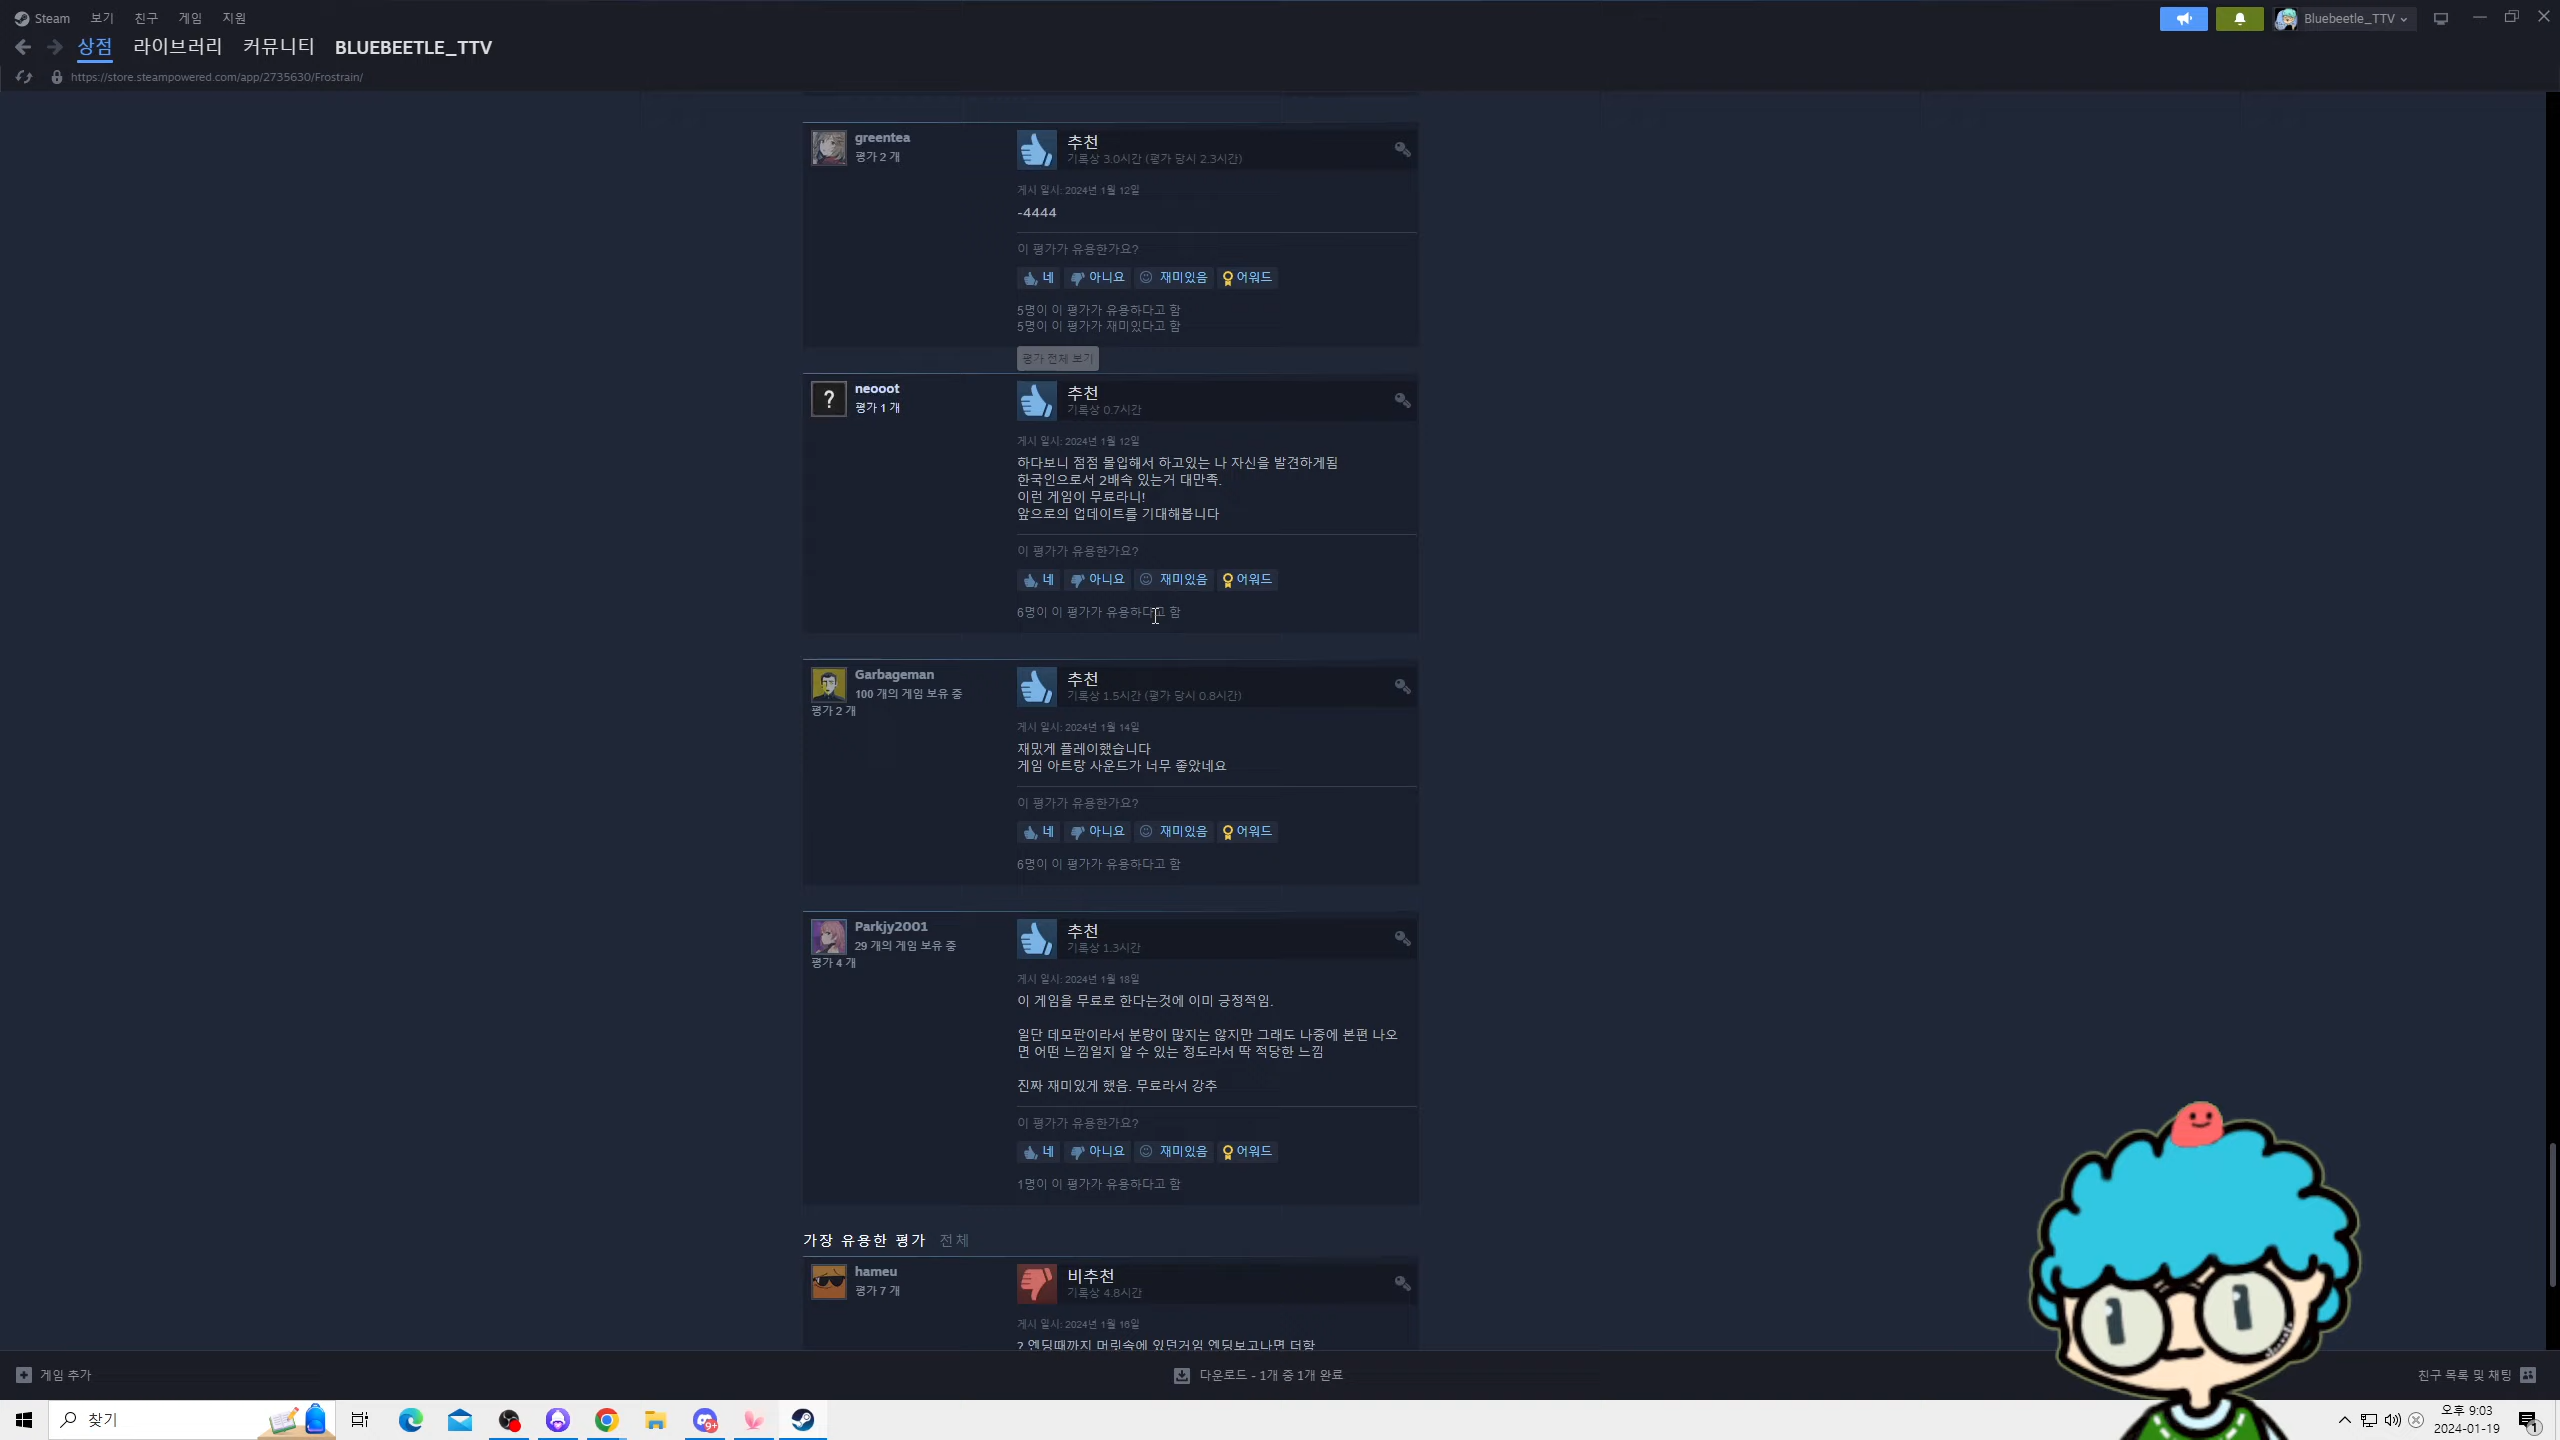 Steam 보기 친구 게임 지원
Bluebeetle_TTV
상점 라이브러리 커뮤니티 BLUEBEETLE_TTV
https://store.steampowered.com/app/2735630/Frostrain/
greentea
평가 2 개
추천
기록상 3.0시간 (평가 당시 2.3시간)
게시 일시: 2024년 1월 12일
-4444
이 평가가 유용한가요?
네 아니요 재미있음 어워드
5명이 이 평가가 유용하다고 함
5명이 이 평가가 재미있다고 함
평가 전체 보기
neooot
평가 1 개
추천
기록상 0.7시간
게시 일시: 2024년 1월 12일
하다보니 점점 몰입해서 하고있는 나 자신을 발견하게됨
한국인으로서 2배속 있는거 대만족.
이런 게임이 무료라니!
앞으로의 업데이트를 기대해봅니다
이 평가가 유용한가요?
네 아니요 재미있음 어워드
6명이 이 평가가 유용하다고 함
Garbageman
100 개의 게임 보유 중
평가 2 개
추천
기록상 1.5시간 (평가 당시 0.8시간)
게시 일시: 2024년 1월 14일
재밌게 플레이했습니다
게임 아트랑 사운드가 너무 좋았네요
이 평가가 유용한가요?
네 아니요 재미있음 어워드
6명이 이 평가가 유용하다고 함
Parkjy2001
29 개의 게임 보유 중
평가 4 개
추천
기록상 1.3시간
게시 일시: 2024년 1월 18일
이 게임을 무료로 한다는것에 이미 긍정적임.
일단 데모판이라서 분량이 많지는 않지만 그래도 나중에 본편 나오
면 어떤 느낌일지 알 수 있는 정도라서 딱 적당한 느낌
진짜 재미있게 했음. 무료라서 강추
이 평가가 유용한가요?
네 아니요 재미있음 어워드
1명이 이 평가가 유용하다고 함
가장 유용한 평가 전체
hameu
평가 7 개
비추천
기록상 4.8시간
게시 일시: 2024년 1월 16일
? 엔딩때까지 머릿속에 있던거임 엔딩보고나면 더함
게임 추가
다운로드 - 1개 중 1개 완료
친구 목록 및 채팅
찾기
9+
오후 9:03
2024-01-19
1